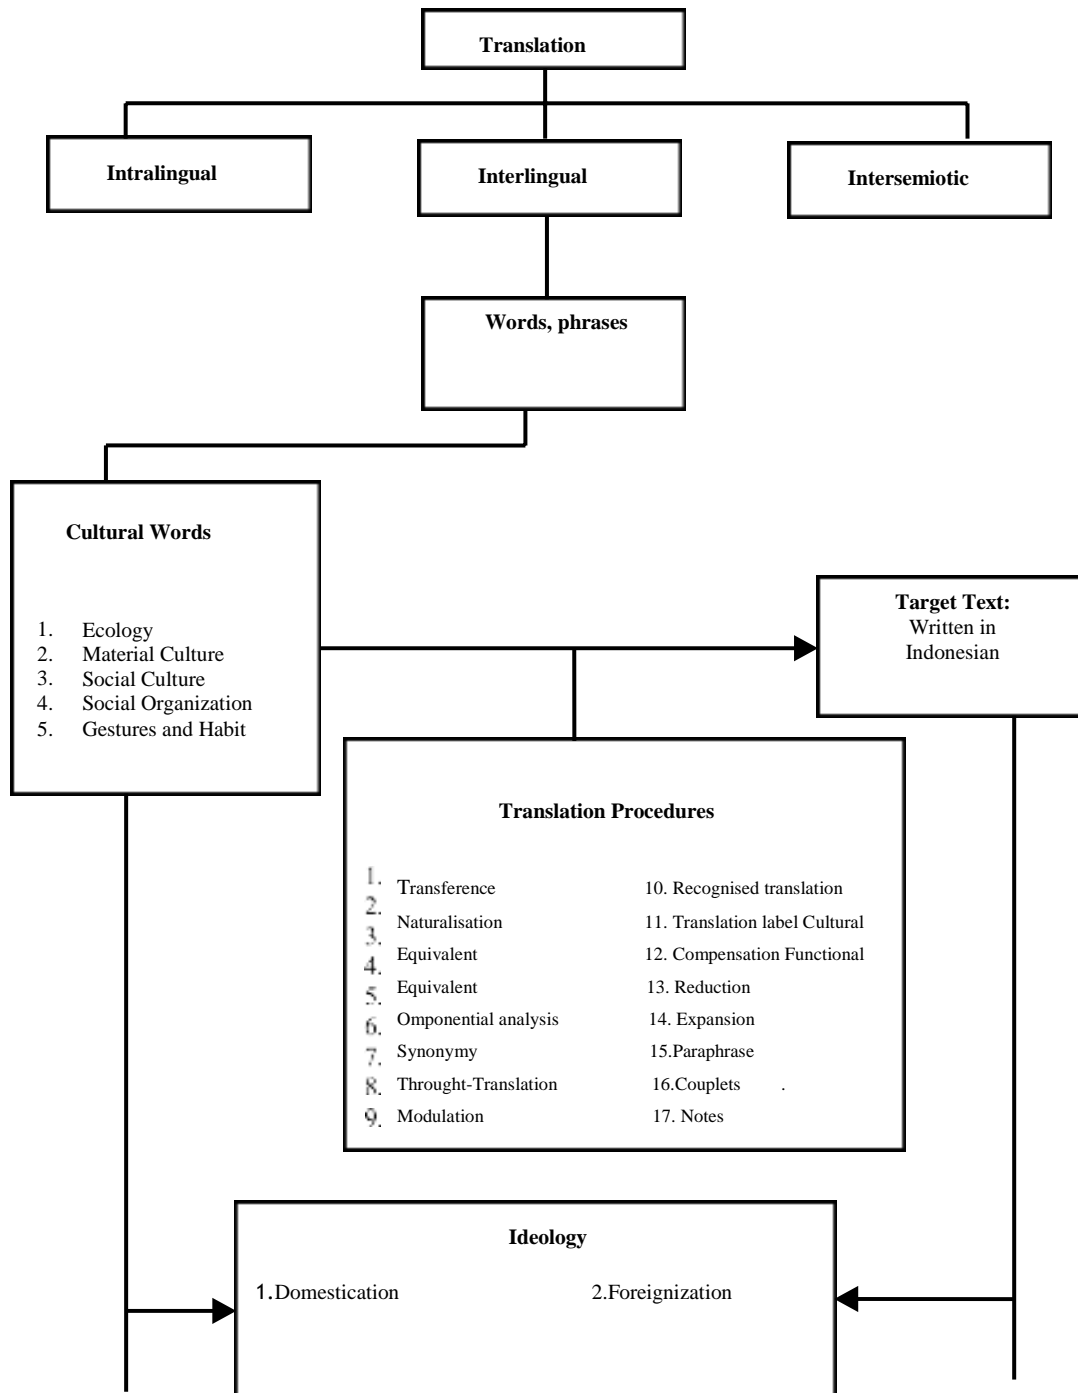 Translation
Intralingual
Interlingual
Intersemiotic
Words, phrases
Cultural Words
1. Ecology
2. Material Culture
3. Social Culture
4. Social Organization
5. Gestures and Habit
Target Text:
Written in
Indonesian
Translation Procedures
1. Transference
2. Naturalisation
3. Equivalent
4. Equivalent
5. Omponential analysis
6. Synonymy
7. Throught-Translation
8. Modulation
9.
10. Recognised translation
11. Translation label Cultural
12. Compensation Functional
13. Reduction
14. Expansion
15.Paraphrase
16.Couplets .
17. Notes
Ideology
1.Domestication
2.Foreignization